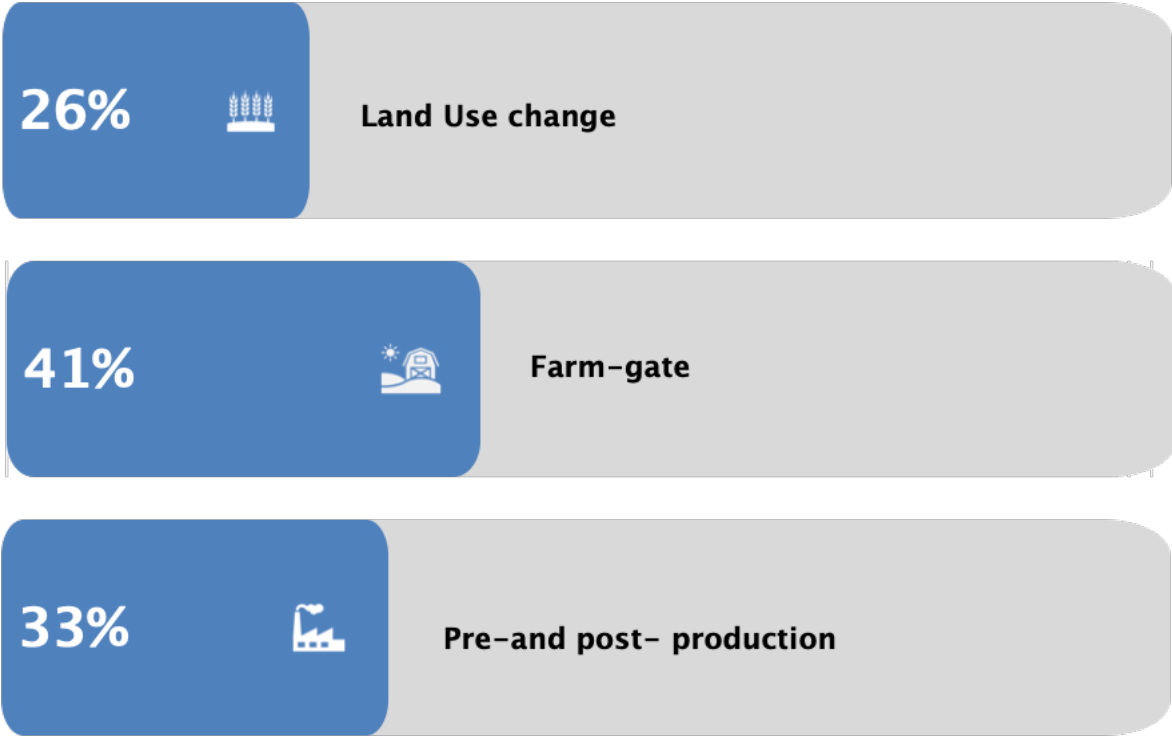 26%
Land Use change
41%
Farm-gate
33%
Pre-and post- production